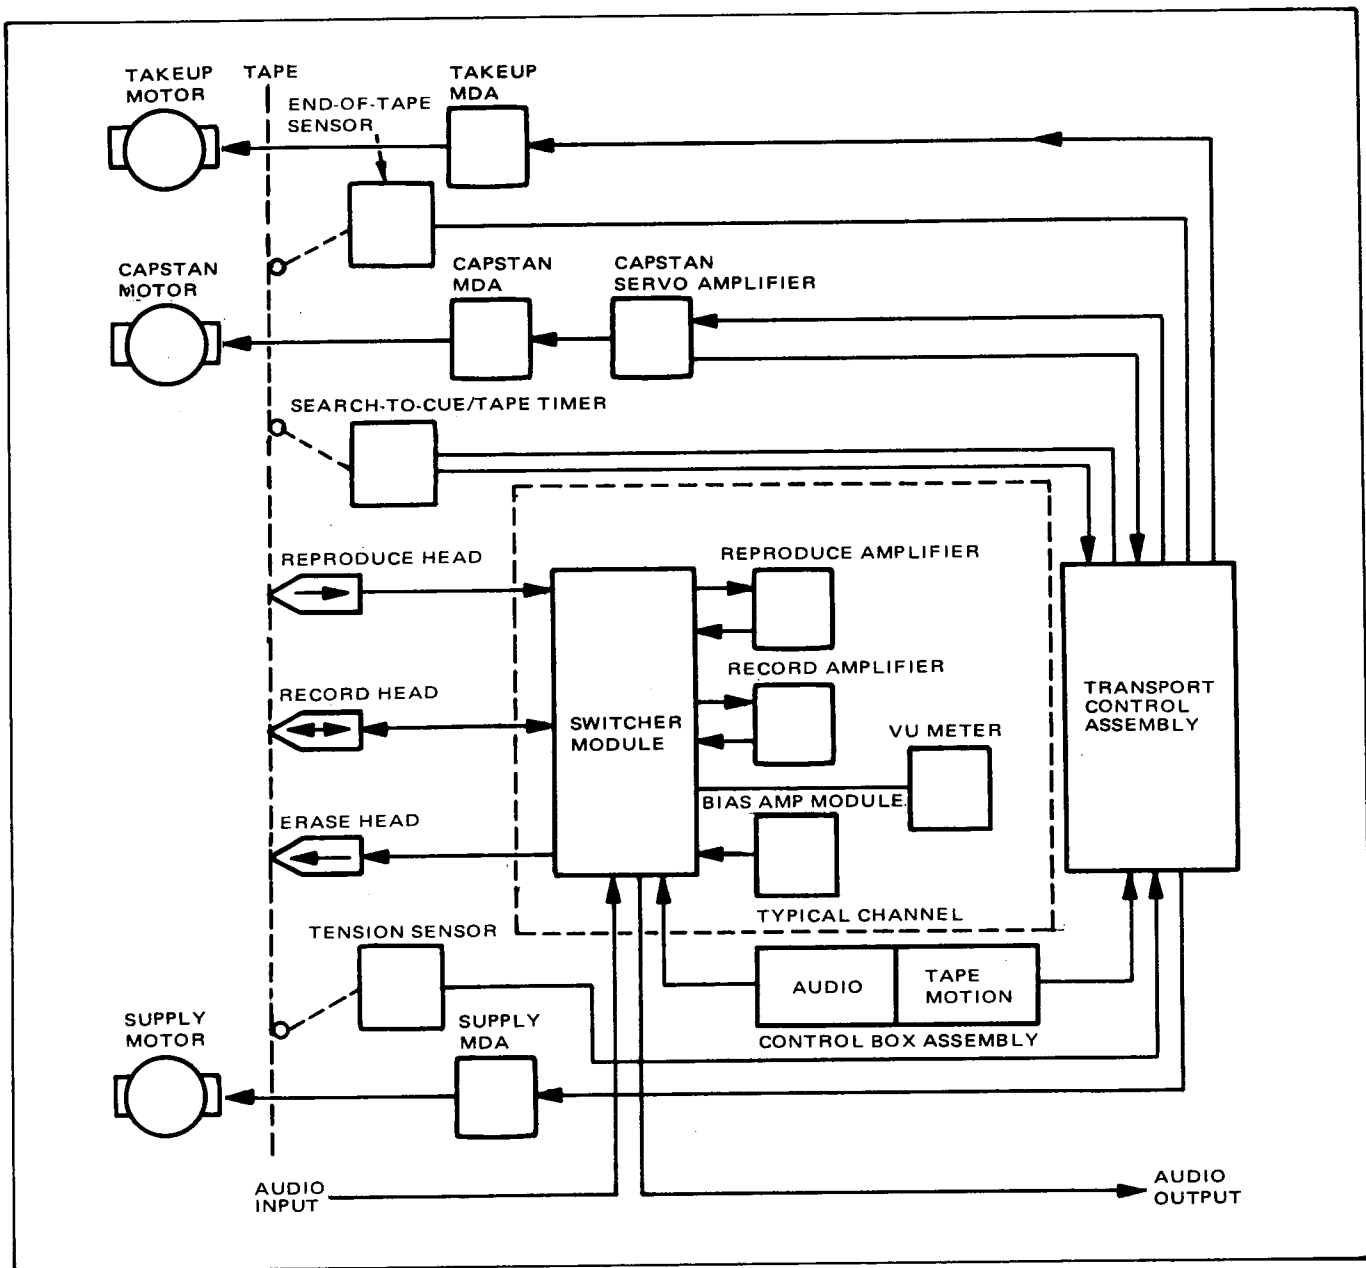 TAKEUP
MOTOR
TAPE
END-OF-TAPE
SENSOR
TAKEUP
MDA
CAPSTAN
MOTOR
CAPSTAN
MDA
CAPSTAN
SERVO AMPLIFIER
SEARCH-TO-CUE/TAPE TIMER
REPRODUCE HEAD
REPRODUCE AMPLIFIER
RECORD HEAD
RECORD AMPLIFIER
SWITCHER
MODULE
TRANSPORT
CONTROL
ASSEMBLY
VU METER
BIAS AMP MODULE
ERASE HEAD
TYPICAL CHANNEL
TENSION SENSOR
AUDIO
TAPE
MOTION
CONTROL BOX ASSEMBLY
SUPPLY
MOTOR
SUPPLY
MDA
AUDIO
INPUT
AUDIO
OUTPUT